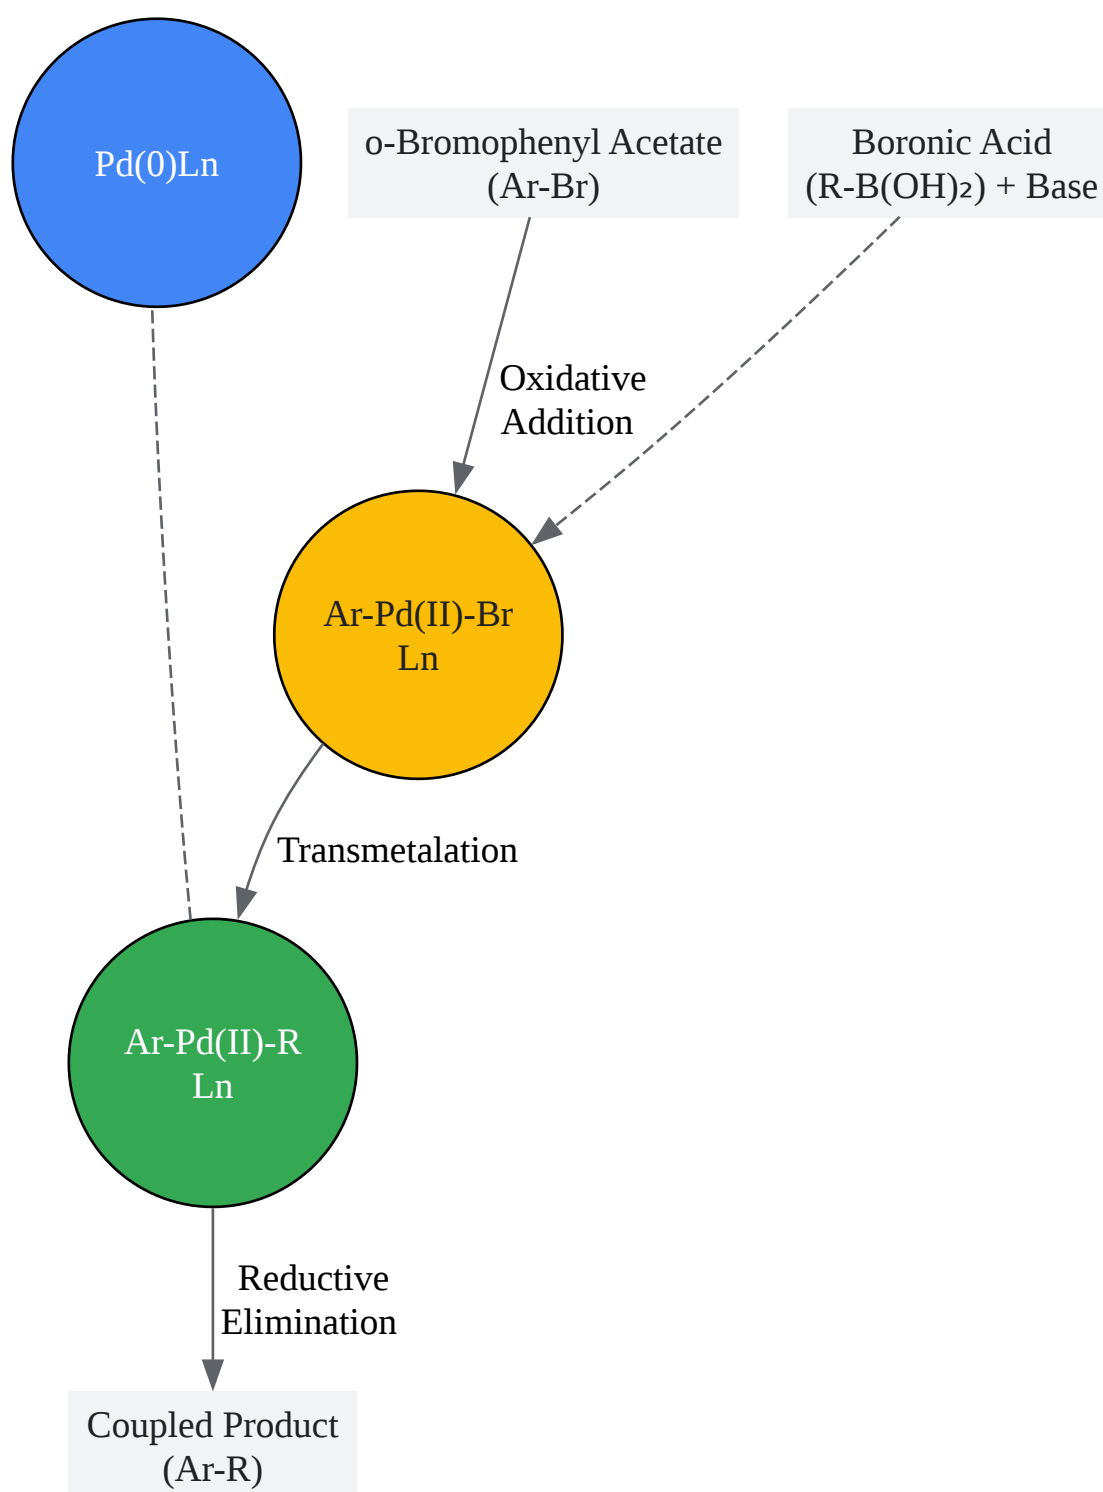 Pd(0)Ln
o-Bromophenyl Acetate
(Ar-Br)
Boronic Acid
(R-B(OH)₂) + Base
Oxidative
Addition
Ar-Pd(II)-Br
Ln
Transmetalation
Ar-Pd(II)-R
Ln
Reductive
Elimination
Coupled Product
(Ar-R)